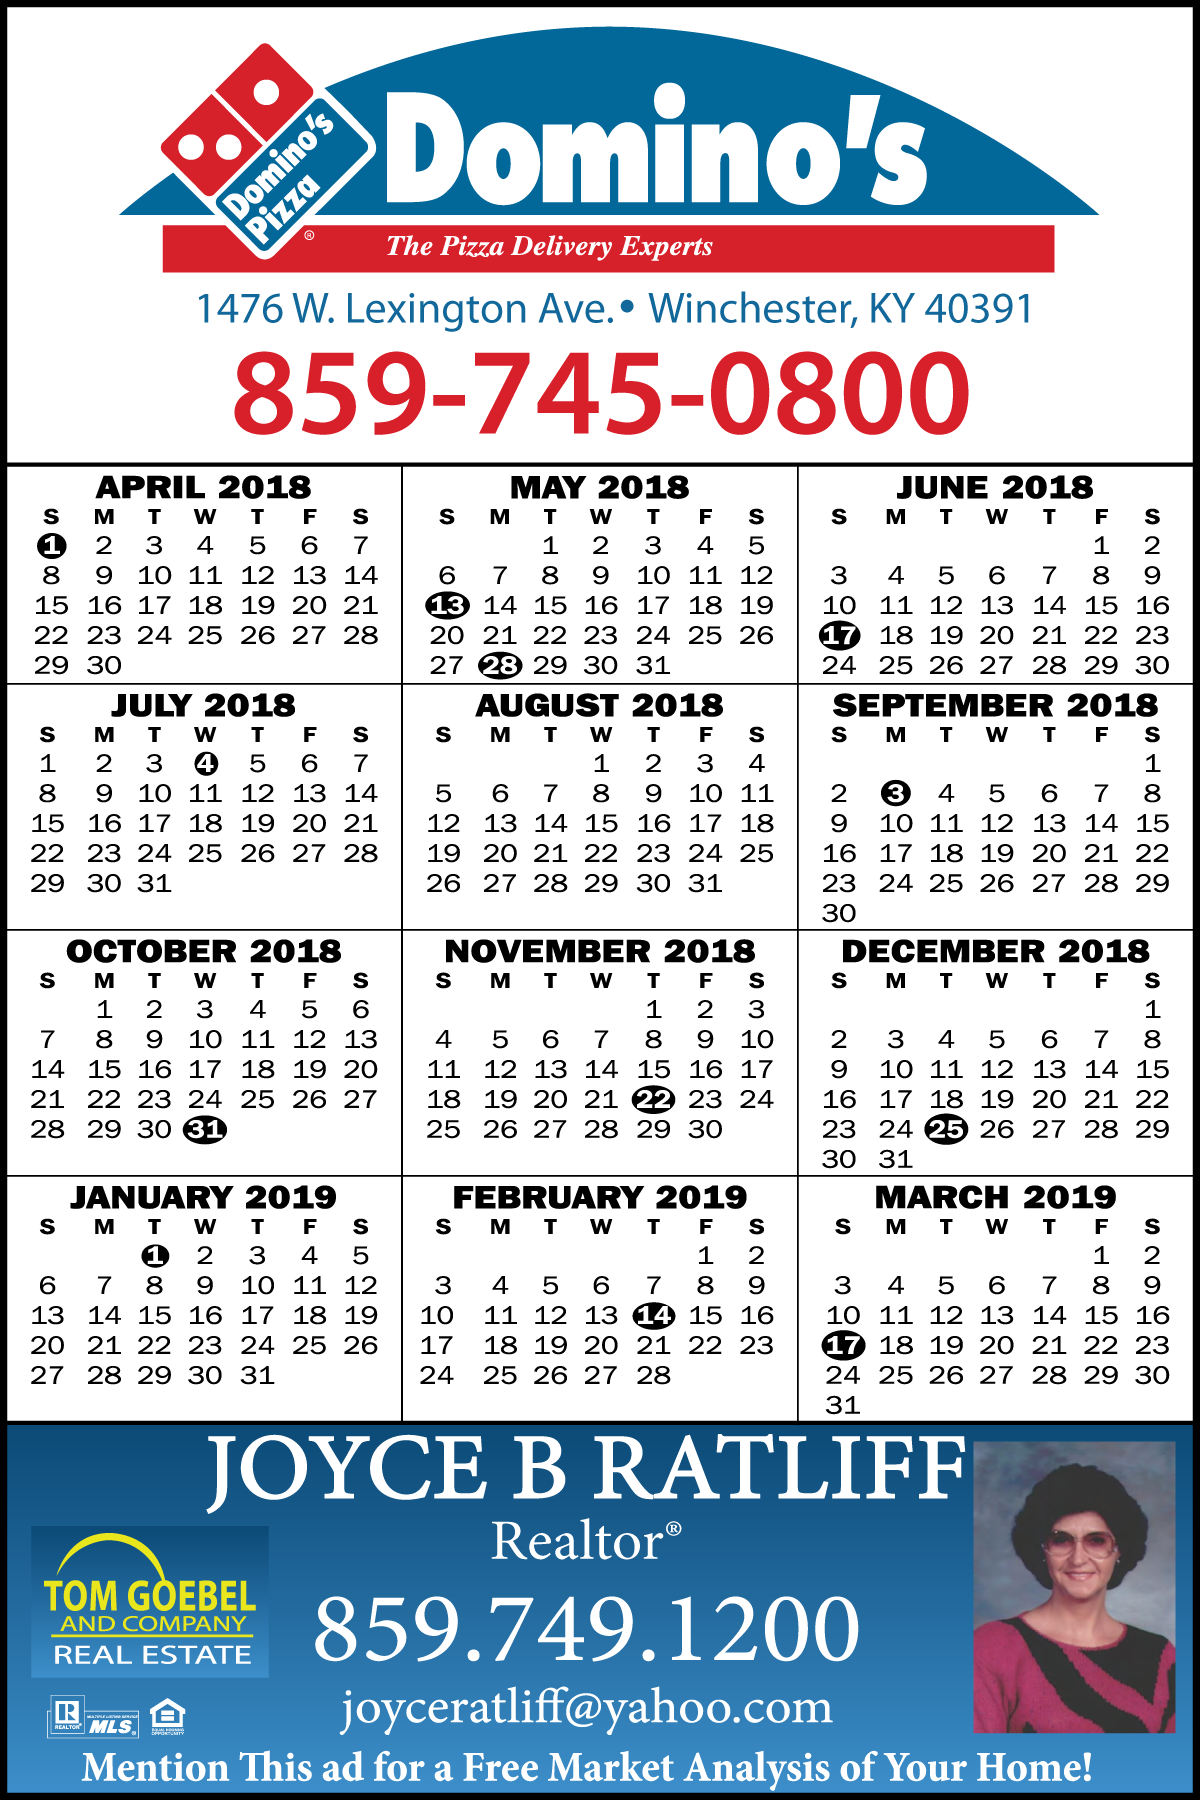 Domino's
Pizza
®
Domino's
The Pizza Delivery Experts
1476 W. Lexington Ave.• Winchester, KY 40391
859-745-0800
APRIL 2018
S M T W T F S
1 2 3 4 5 6 7
8 9 10 11 12 13 14
15 16 17 18 19 20 21
22 23 24 25 26 27 28
29 30
MAY 2018
S M T W T F S
1 2 3 4 5
6 7 8 9 10 11 12
13 14 15 16 17 18 19
20 21 22 23 24 25 26
27 28 29 30 31
JUNE 2018
S M T W T F S
1 2
3 4 5 6 7 8 9
10 11 12 13 14 15 16
17 18 19 20 21 22 23
24 25 26 27 28 29 30
JULY 2018
S M T W T F S
1 2 3 4 5 6 7
8 9 10 11 12 13 14
15 16 17 18 19 20 21
22 23 24 25 26 27 28
29 30 31
AUGUST 2018
S M T W T F S
1 2 3 4
5 6 7 8 9 10 11
12 13 14 15 16 17 18
19 20 21 22 23 24 25
26 27 28 29 30 31
SEPTEMBER 2018
S M T W T F S
1
2 3 4 5 6 7 8
9 10 11 12 13 14 15
16 17 18 19 20 21 22
23 24 25 26 27 28 29
30
OCTOBER 2018
S M T W T F S
1 2 3 4 5 6
7 8 9 10 11 12 13
14 15 16 17 18 19 20
21 22 23 24 25 26 27
28 29 30 31
NOVEMBER 2018
S M T W T F S
1 2 3
4 5 6 7 8 9 10
11 12 13 14 15 16 17
18 19 20 21 22 23 24
25 26 27 28 29 30
DECEMBER 2018
S M T W T F S
1
2 3 4 5 6 7 8
9 10 11 12 13 14 15
16 17 18 19 20 21 22
23 24 25 26 27 28 29
30 31
JANUARY 2019
S M T W T F S
1 2 3 4 5
6 7 8 9 10 11 12
13 14 15 16 17 18 19
20 21 22 23 24 25 26
27 28 29 30 31
FEBRUARY 2019
S M T W T F S
1 2
3 4 5 6 7 8 9
10 11 12 13 14 15 16
17 18 19 20 21 22 23
24 25 26 27 28
MARCH 2019
S M T W T F S
1 2
3 4 5 6 7 8 9
10 11 12 13 14 15 16
17 18 19 20 21 22 23
24 25 26 27 28 29 30
31
JOYCE B RATLIFF
Realtor®
859.749.1200
joyceratliff@yahoo.com
TOM GOEBEL
AND COMPANY
REAL ESTATE
R
REALTOR®
MULTIPLE LISTING SERVICE
MLS®
EQUAL HOUSING
OPPORTUNITY
Mention This ad for a Free Market Analysis of Your Home!